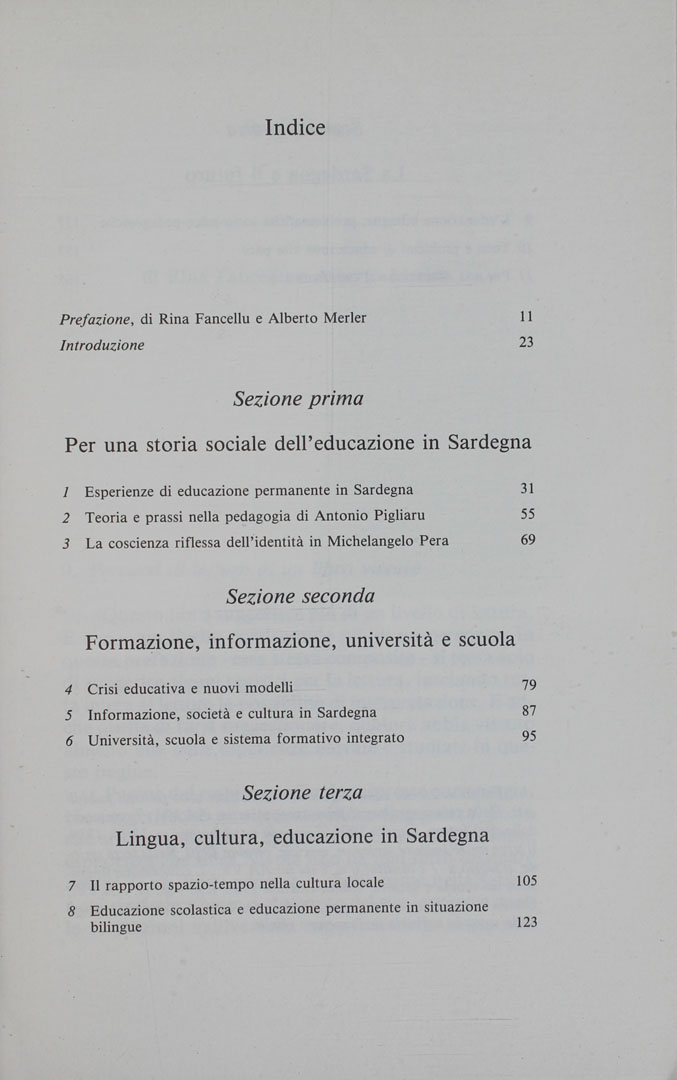 Indice
Prefazione, di Rina Fancellu e Alberto Merler 11
Introduzione 23
Sezione prima
Per una storia sociale dell'educazione in Sardegna
1 Esperienze di educazione permanente in Sardegna 31
2 Teoria e prassi nella pedagogia di Antonio Pigliaru 55
3 La coscienza riflessa dell'identità in Michelangelo Pera 69
Sezione seconda
Formazione, informazione, università e scuola
4 Crisi educativa e nuovi modelli 79
5 Informazione, società e cultura in Sardegna 87
6 Università, scuola e sistema formativo integrato 95
Sezione terza
Lingua, cultura, educazione in Sardegna
7 Il rapporto spazio-tempo nella cultura locale 105
8 Educazione scolastica e educazione permanente in situazione
bilingue 123